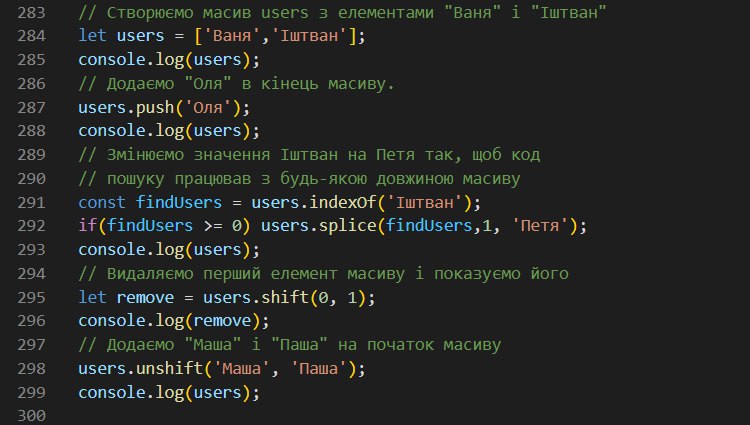 283 // Створюємо масив users з елементами "Ваня" і "Іштван"
284 let users = ['Ваня','Іштван'];
285 console.log(users);
286 // Додаємо "Оля" в кінець масиву.
287 users.push('Оля');
288 console.log(users);
289 // Змінюємо значення Іштван на Петя так, щоб код
290 // пошуку працював з будь-якою довжиною масиву
291 const findUsers = users.indexOf('Іштван');
292 if(findUsers >= 0) users.splice(findUsers,1, 'Петя');
293 console.log(users);
294 // Видаляємо перший елемент масиву і показуємо його
295 let remove = users.shift(0, 1);
296 console.log(remove);
297 // Додаємо "Маша" і "Паша" на початок масиву
298 users.unshift('Маша', 'Паша');
299 console.log(users);
300